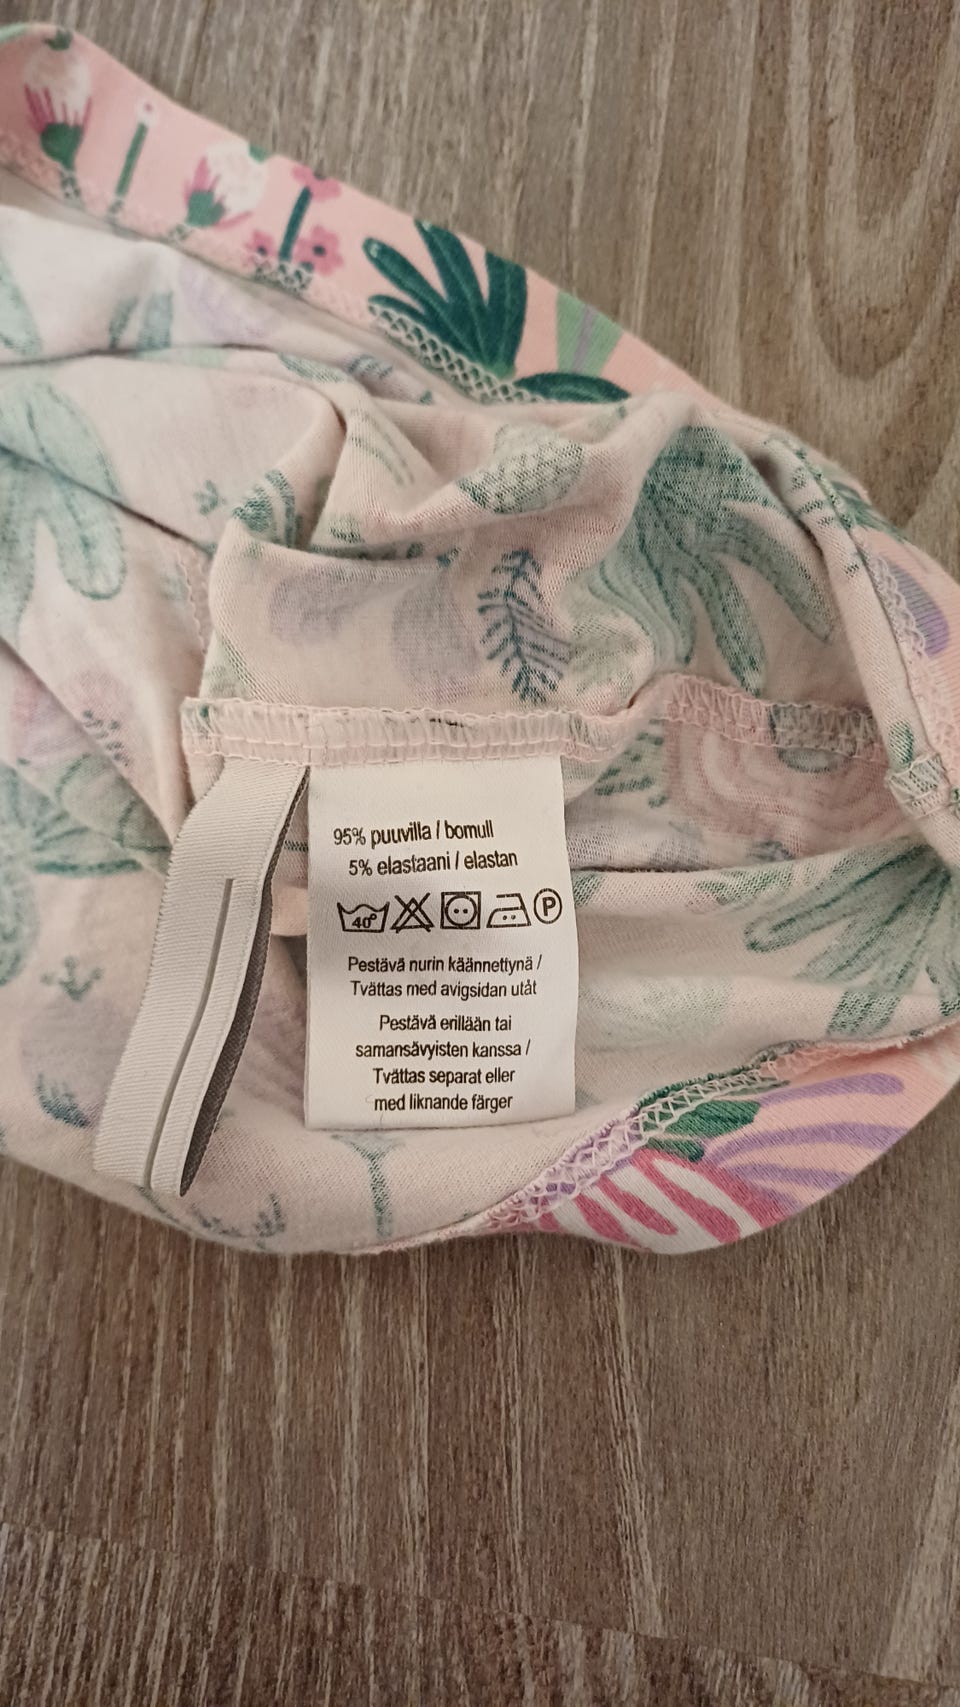 95% puuvilla / bomull
5% elastaani / elastan
40°
P
Pestävä nurin käännettynä /
Tvättas med avigsidan utåt
Pestävä erillään tai
samansävyisten kanssa /
Tvättas separat eller
med liknande färger